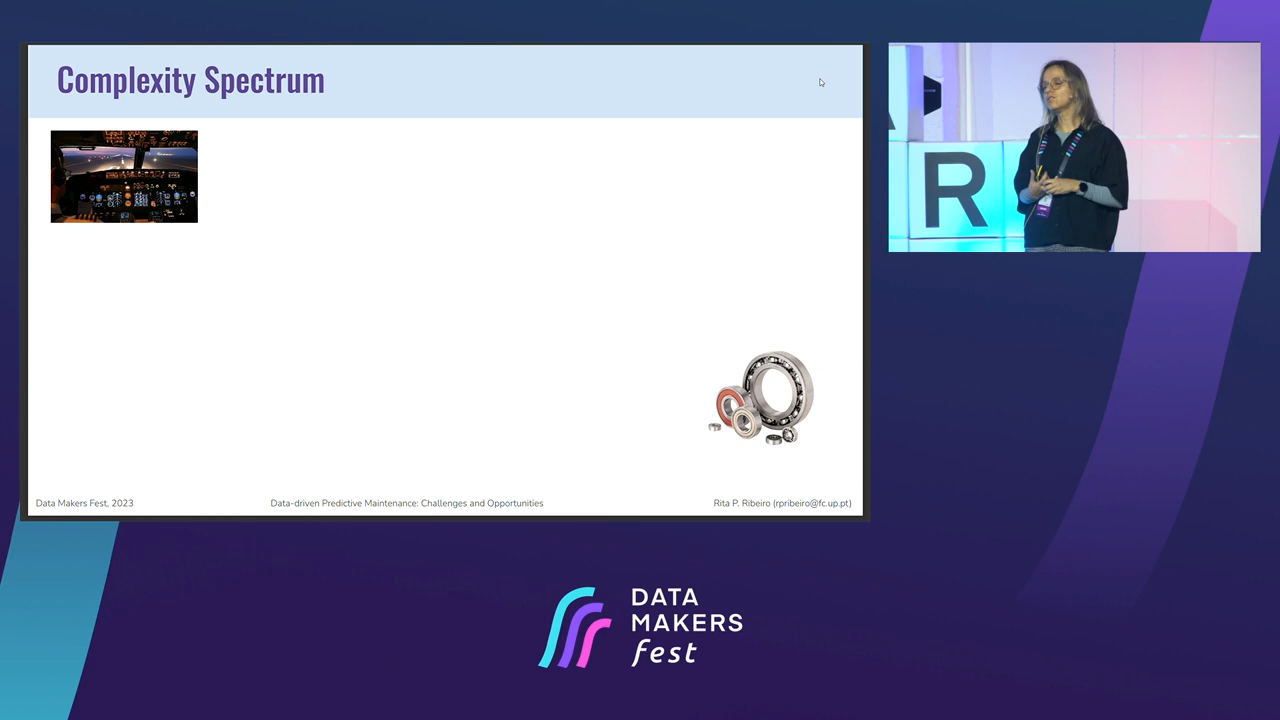 Complexity Spectrum
R
Data Makers Fest, 2023
Data-driven Predictive Maintenance: Challenges and Opportunities
Rita P. Ribeiro (rpribeiro@fc.up.pt)
DATA
MAKERS
fest